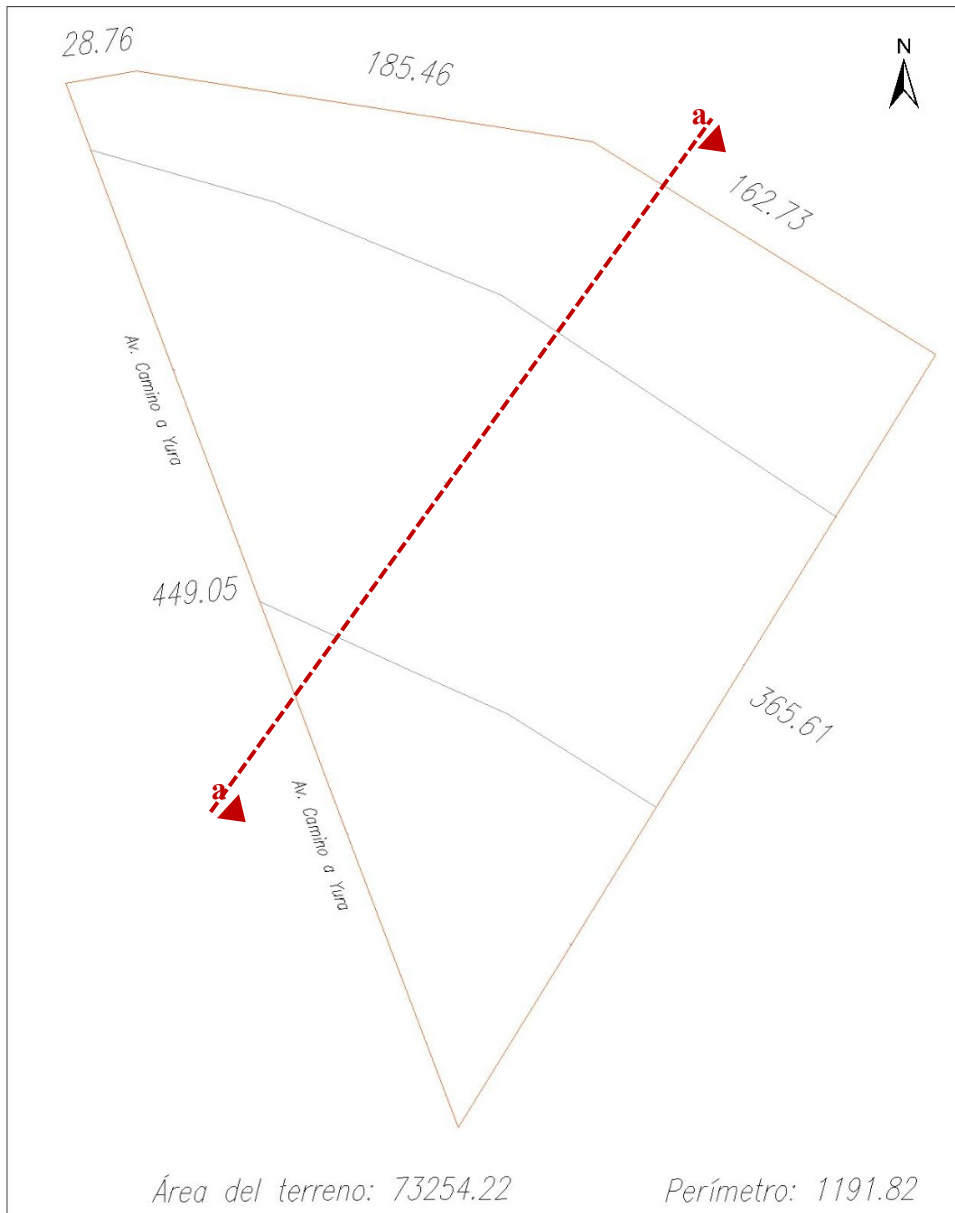 28.76
185.46
N
a
162.73
Av. Camino a Yura
449.05
365.61
a
Av. Camino a Yura
Área del terreno: 73254.22
Perímetro: 1191.82